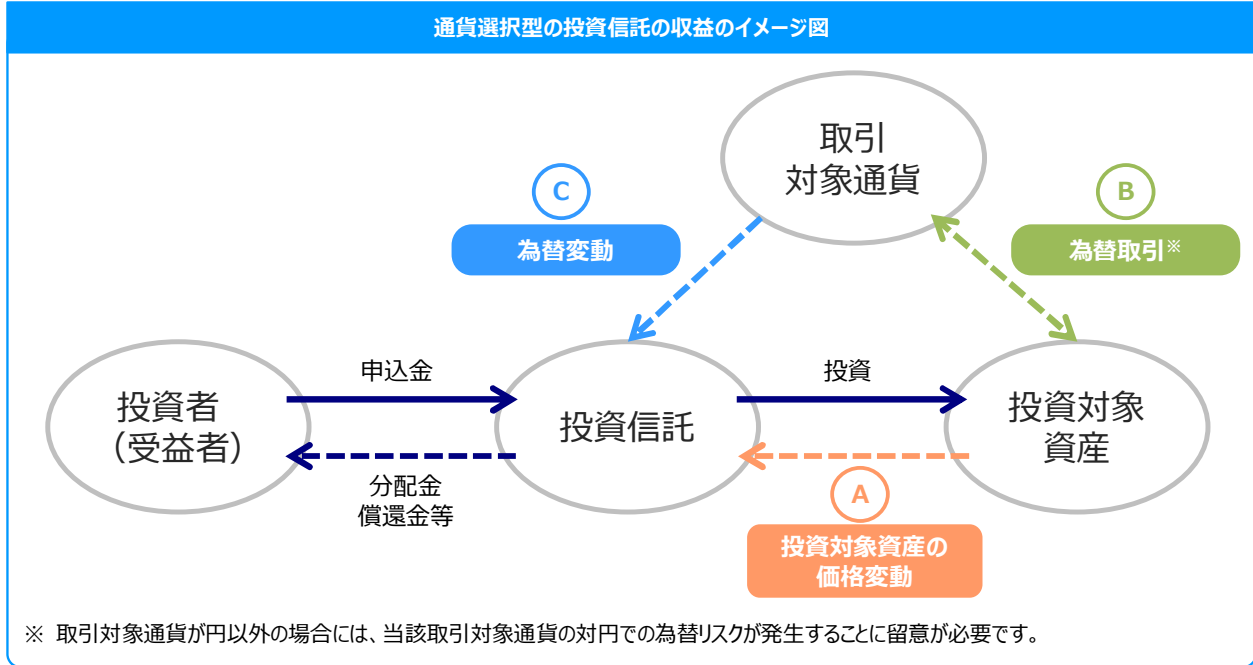 通貨選択型の投資信託の収益のイメージ図
取引
対象通貨
C
為替変動
B
為替取引※
投資者
（受益者）
申込金
分配金
償還金等
投資信託
投資
A
投資対象資産の
価格変動
投資対象
資産
※ 取引対象通貨が円以外の場合には、当該取引対象通貨の対円での為替リスクが発生することに留意が必要です。